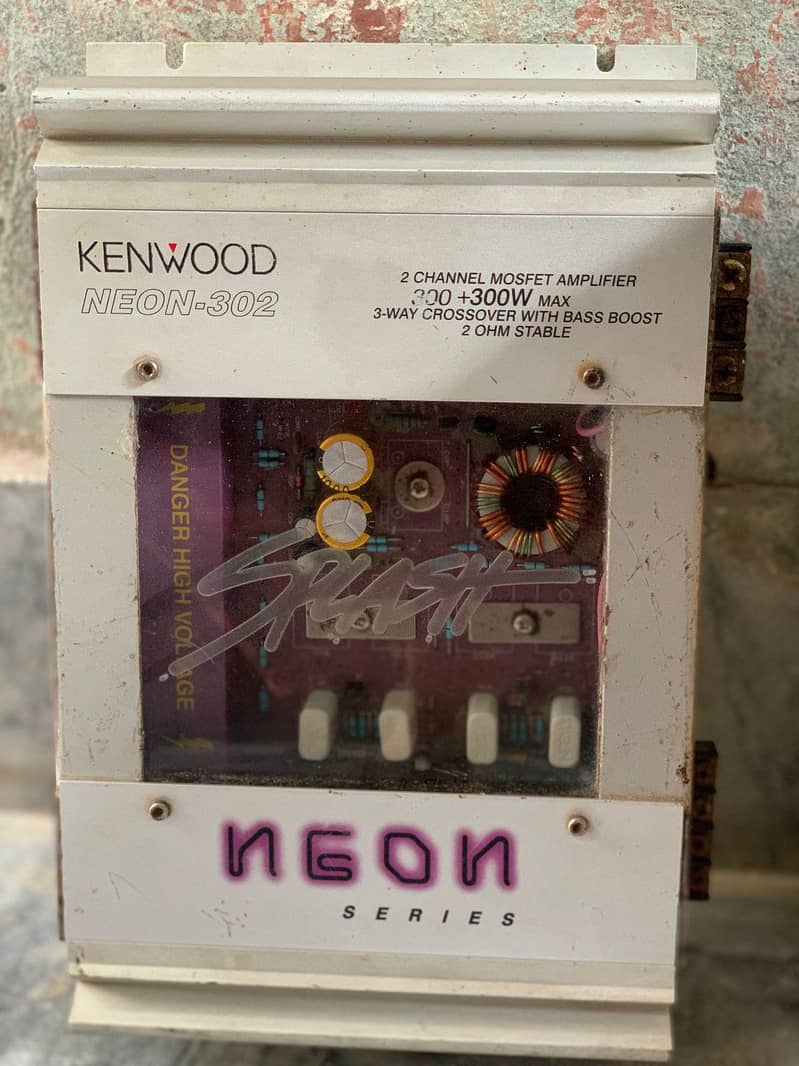 KENWOOD
NEON-302
2 CHANNEL MOSFET AMPLIFIER
300 +300W MAX
3-WAY CROSSOVER WITH BASS BOOST
2 OHM STABLE
DANGER HIGH VOLTAGE
SPLASH
NEON
SERIES